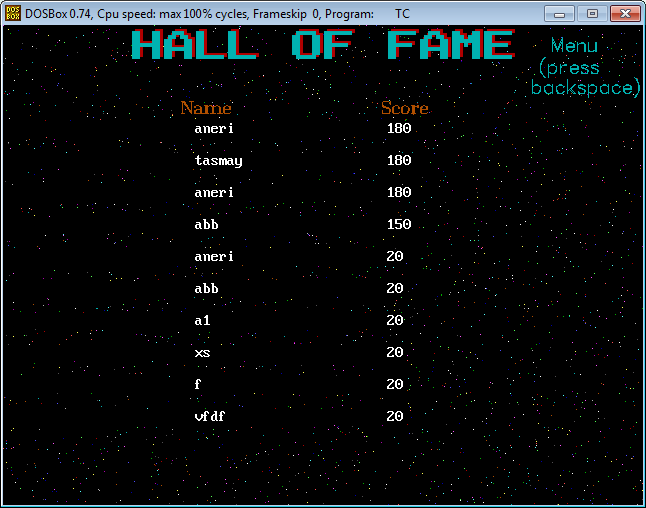 DOSBox 0.74, Cpu speed: max 100% cycles, Frameskip 0, Program: TC
HALL OF FAME
Menu
(press
backspace)
Name Score
aneri 180
tasmay 180
aneri 180
abb 150
aneri 20
abb 20
a1 20
xs 20
f 20
vfdf 20